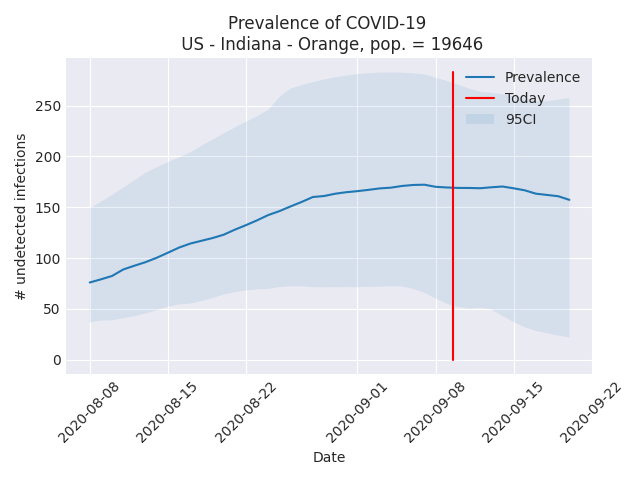 Prevalence of COVID-19
US - Indiana - Orange, pop. = 19646
Prevalence
Today
95CI
# undetected infections
250
200
150
100
50
0
2020-08-08
2020-08-15
2020-08-22
2020-09-01
2020-09-08
2020-09-15
2020-09-22
Date